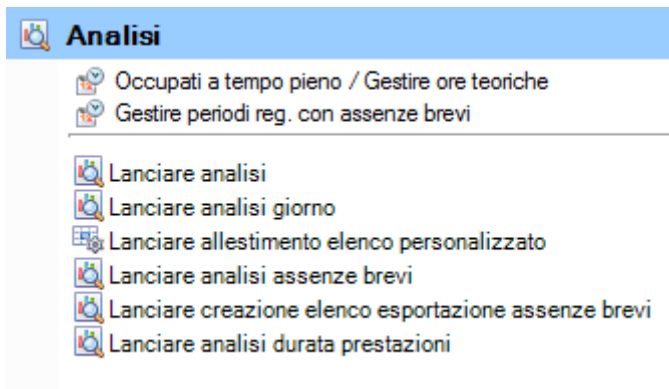 Analisi
Occupati a tempo pieno / Gestire ore teoriche
Gestire periodi reg. con assenze brevi
Lanciare analisi
Lanciare analisi giorno
Lanciare allestimento elenco personalizzato
Lanciare analisi assenze brevi
Lanciare creazione elenco esportazione assenze brevi
Lanciare analisi durata prestazioni